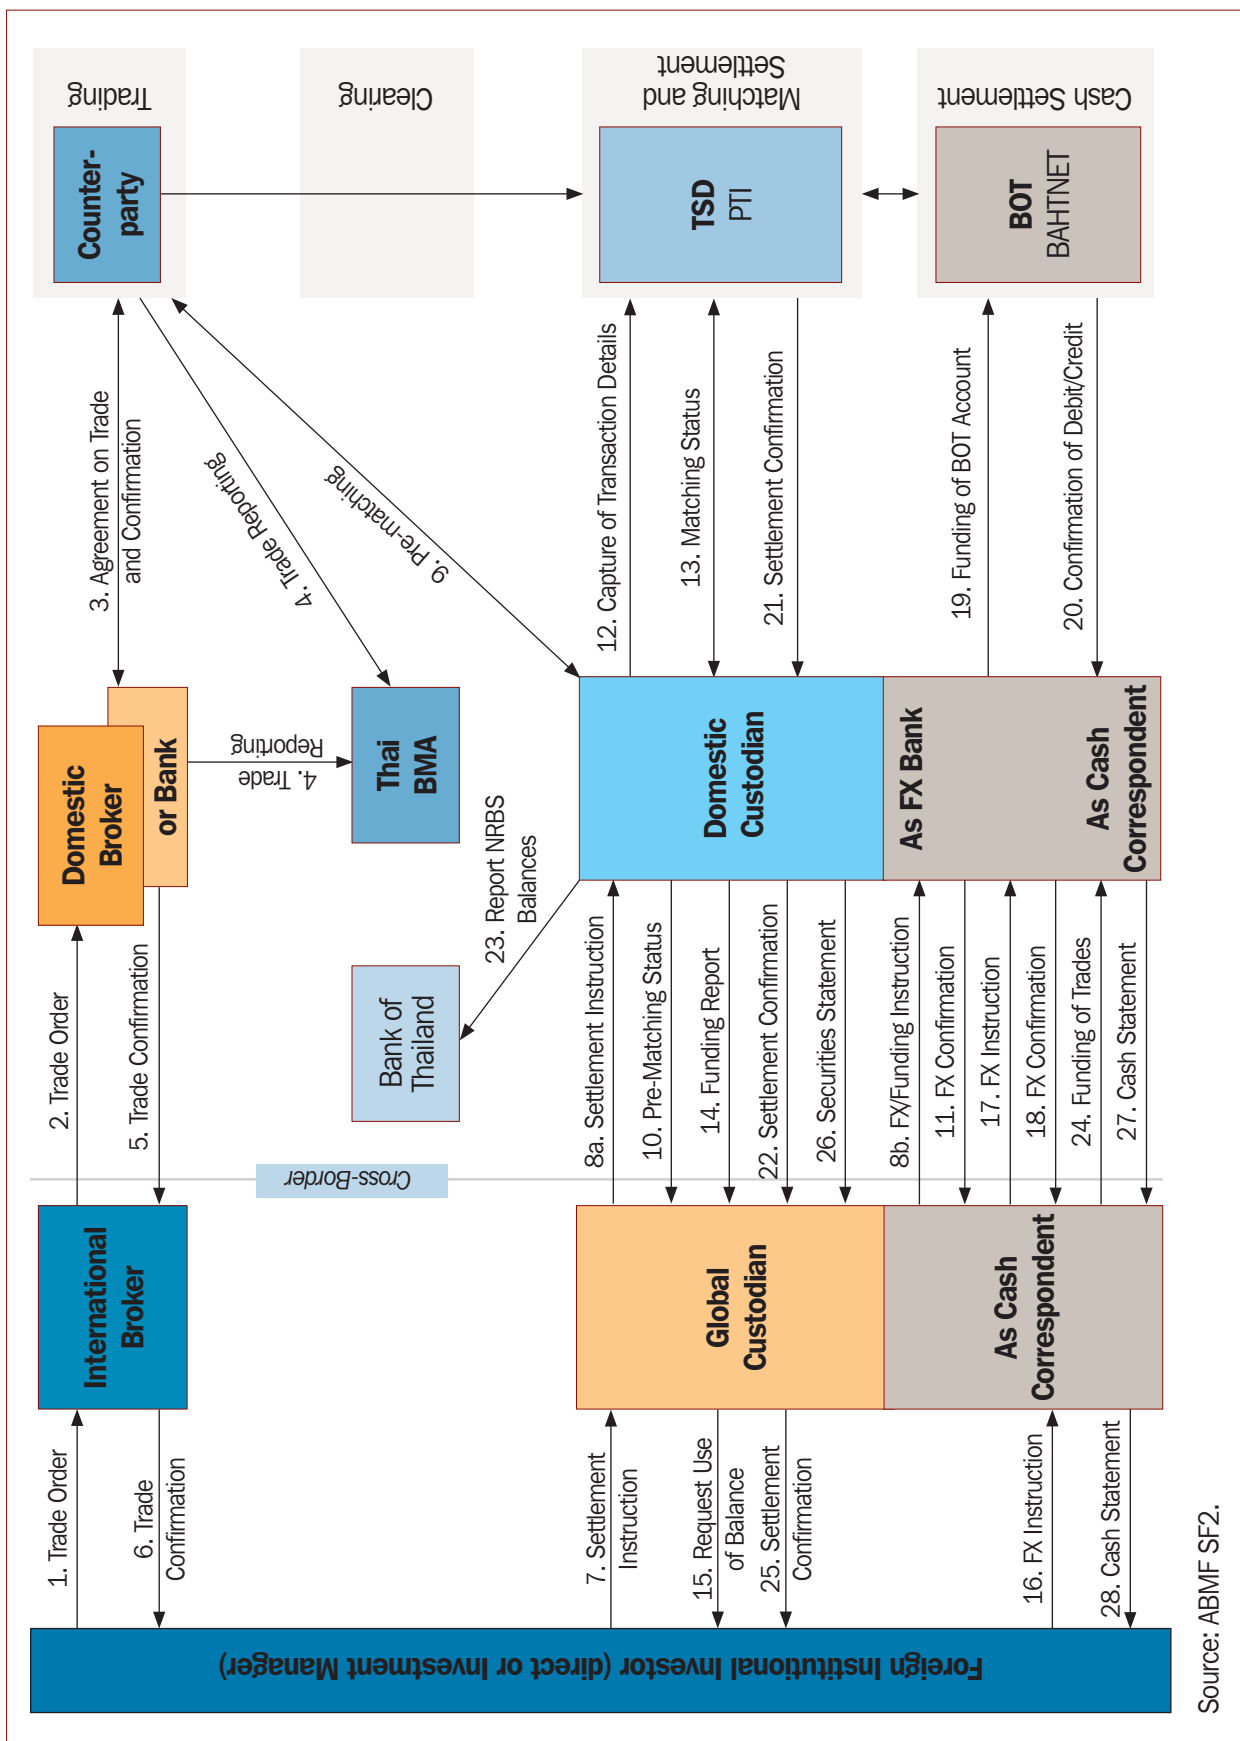 Foreign Institutional Investor (direct or Investment Manager)
1. Trade Order
6. Trade
Confirmation
7. Settlement
Instruction
15. Request Use
of Balance
25. Settlement
Confirmation
16. FX Instruction
28. Cash Statement
International
Broker
Global
Custodian
As Cash
Correspondent
Cross-Border
2. Trade Order
5. Trade Confirmation
8a. Settlement Instruction
10. Pre-Matching Status
14. Funding Report
22. Settlement Confirmation
26. Securities Statement
8b. FX/Funding Instruction
11. FX Confirmation
17. FX Instruction
18. FX Confirmation
24. Funding of Trades
27. Cash Statement
Bank of
Thailand
23. Report NRBS
Balances
Domestic
Broker
or Bank
4. Trade
Reporting
Thai
BMA
Domestic
Custodian
As FX Bank
As Cash
Correspondent
3. Agreement on Trade
and Confirmation
4. Trade Reporting
9. Pre-matching
12. Capture of Transaction Details
13. Matching Status
21. Settlement Confirmation
19. Funding of BOT Account
20. Confirmation of Debit/Credit
Counter-
party
Trading
Clearing
TSD
PTI
Matching and
Settlement
BOT
BAHTNET
Cash Settlement
Source: ABMF SF2.